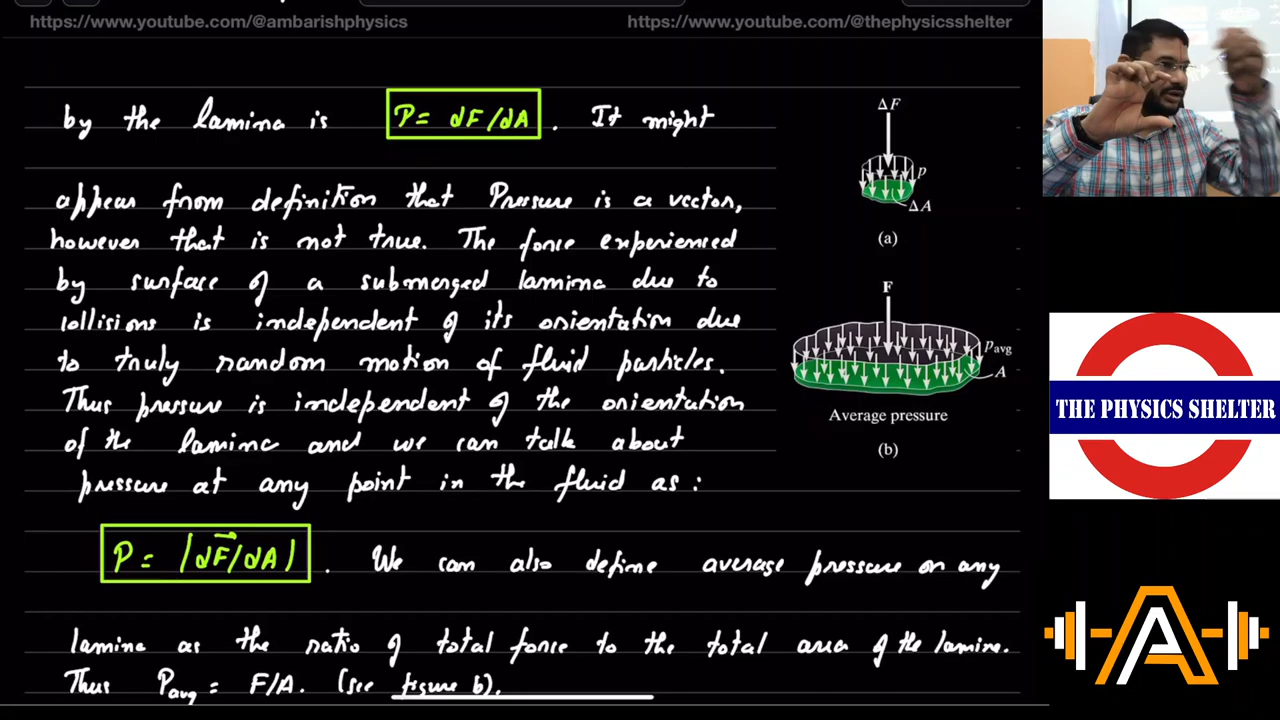 https://www.youtube.com/@ambarishphysics
https://www.youtube.com/@thephysicsshelter
by the lamina is P = dF/dA . It might
appear from definition that Pressure is a vector,
however that is not true. The force experienced
by surface of a submerged lamina due to
collisions is independent of its orientation due
to truly random motion of fluid particles.
Thus pressure is independent of the orientation
of the lamina and we can talk about
pressure at any point in the fluid as:
P = |dF⃗/dA| . We can also define average pressure on any
lamina as the ratio of total force to the total area of the lamina.
Thus Pavg = F/A. (see figure b).
ΔF
p
ΔA
(a)
F
pavg
A
Average pressure
(b)
THE PHYSICS SHELTER
A